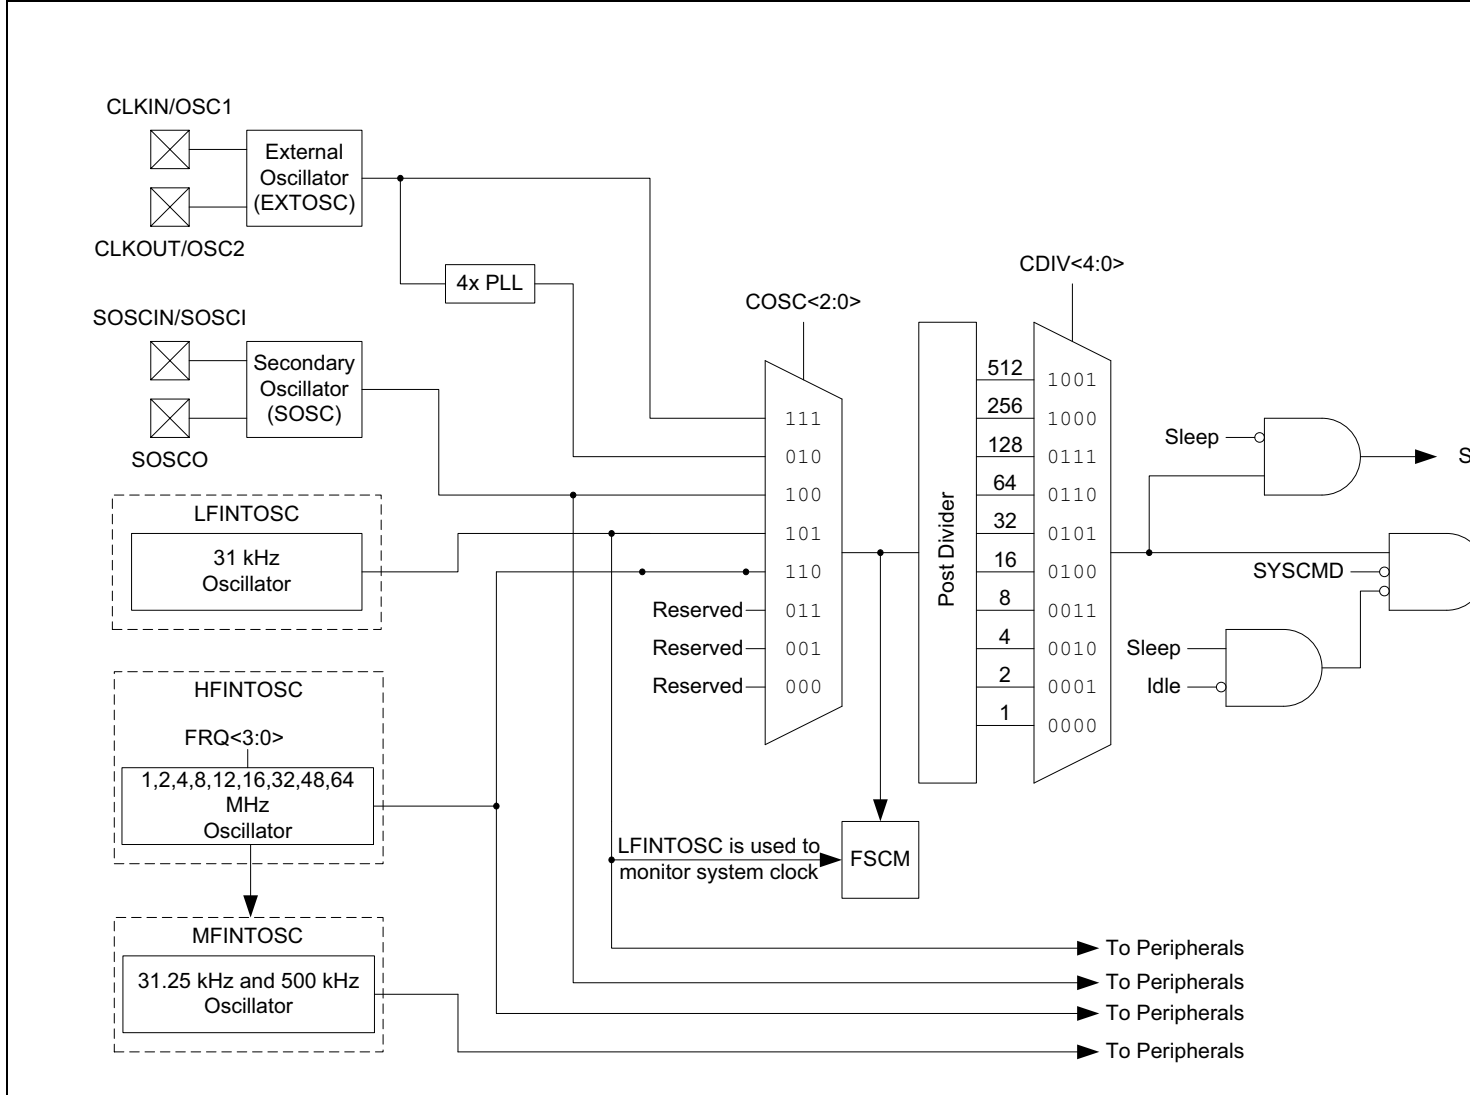 CLKIN/OSC1
External
Oscillator
(EXTOSC)
CLKOUT/OSC2
4x PLL
SOSCIN/SOSCI
Secondary
Oscillator
(SOSC)
SOSCO
LFINTOSC
31 kHz
Oscillator
HFINTOSC
FRQ<3:0>
1,2,4,8,12,16,32,48,64
MHz
Oscillator
MFINTOSC
31.25 kHz and 500 kHz
Oscillator
COSC<2:0>
111
010
100
101
110
Reserved 011
Reserved 001
Reserved 000
LFINTOSC is used to
monitor system clock
FSCM
Post Divider
CDIV<4:0>
512 1001
256 1000
128 0111
64 0110
32 0101
16 0100
8 0011
4 0010
2 0001
1 0000
Sleep
S
SYSCMD
Sleep
Idle
To Peripherals
To Peripherals
To Peripherals
To Peripherals